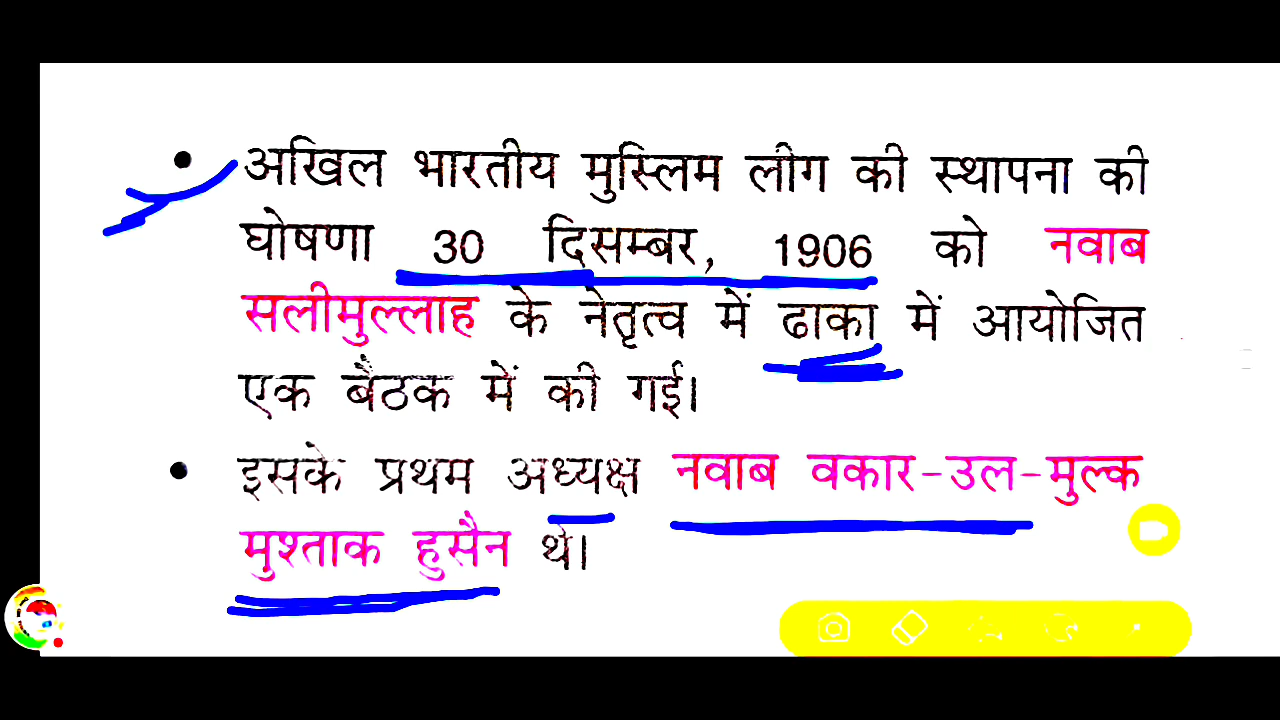 • अखिल भारतीय मुस्लिम लीग की स्थापना की
घोषणा 30 दिसम्बर, 1906 को नवाब
सलीमुल्लाह के नेतृत्व में ढाका में आयोजित
एक बैठक में की गई।
• इसके प्रथम अध्यक्ष नवाब वकार-उल-मुल्क
मुश्ताक हुसैन थे।